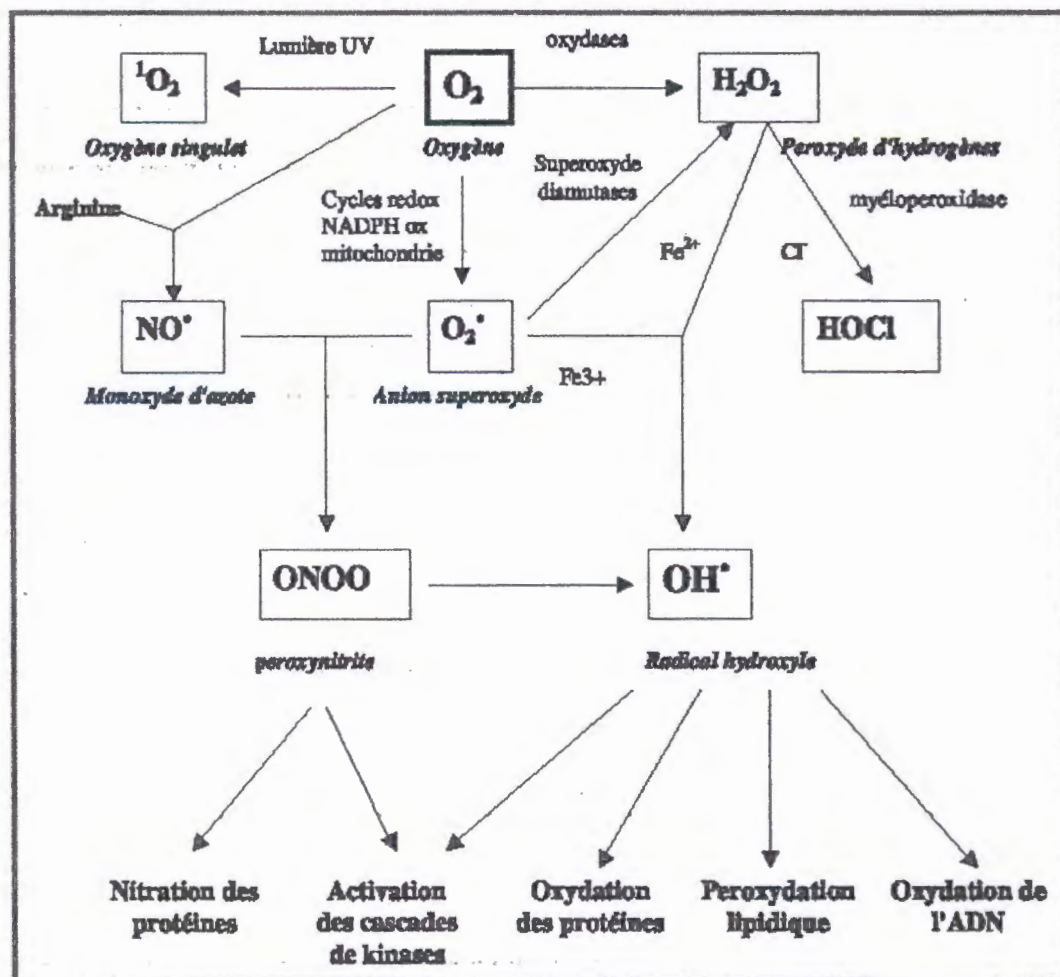 Lumière UV
oxydases
¹O₂
O₂
H₂O₂
Oxygène singulet
Oxygène
Peroxyde d'hydrogènes
Superoxyde
diamutases
Cycles redox
NADPH ox
mitochondrie
Arginine
myéloperoxidase
Fe²⁺
Cl⁻
NO•
O₂•
HOCl
Monoxyde d'azote
Anion superoxyde
Fe3+
ONOO
OH•
peroxynitrite
Radical hydroxyle
Nitration des
protéines
Activation
des cascades
de kinases
Oxydation
des protéines
Peroxydation
lipidique
Oxydation de
l'ADN